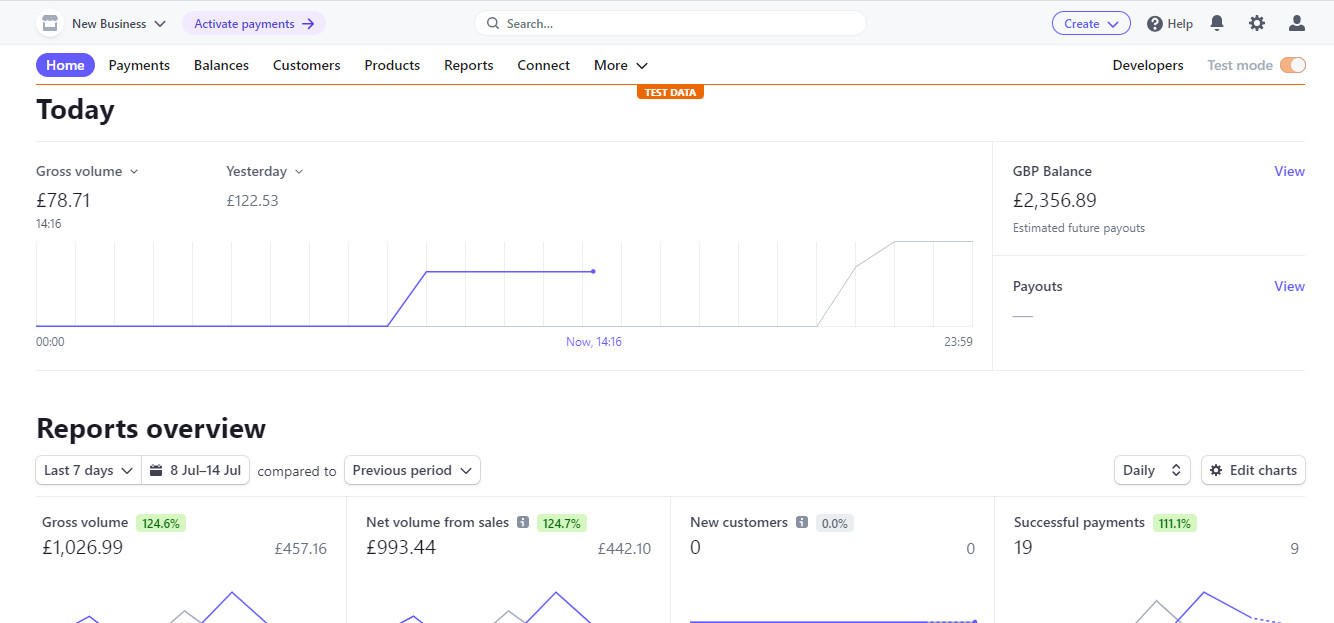 New Business Activate payments → Search... Create Help
Home Payments Balances Customers Products Reports Connect More Developers Test mode
TEST DATA
Today
Gross volume Yesterday GBP Balance View
£78.71 £122.53 £2,356.89
14:16 Estimated future payouts
Payouts View
—
00:00 Now, 14:16 23:59
Reports overview
Last 7 days 8 Jul–14 Jul compared to Previous period Daily Edit charts
Gross volume 124.6% Net volume from sales 124.7% New customers 0.0% Successful payments 111.1%
£1,026.99 £457.16 £993.44 £442.10 0 0 19 9